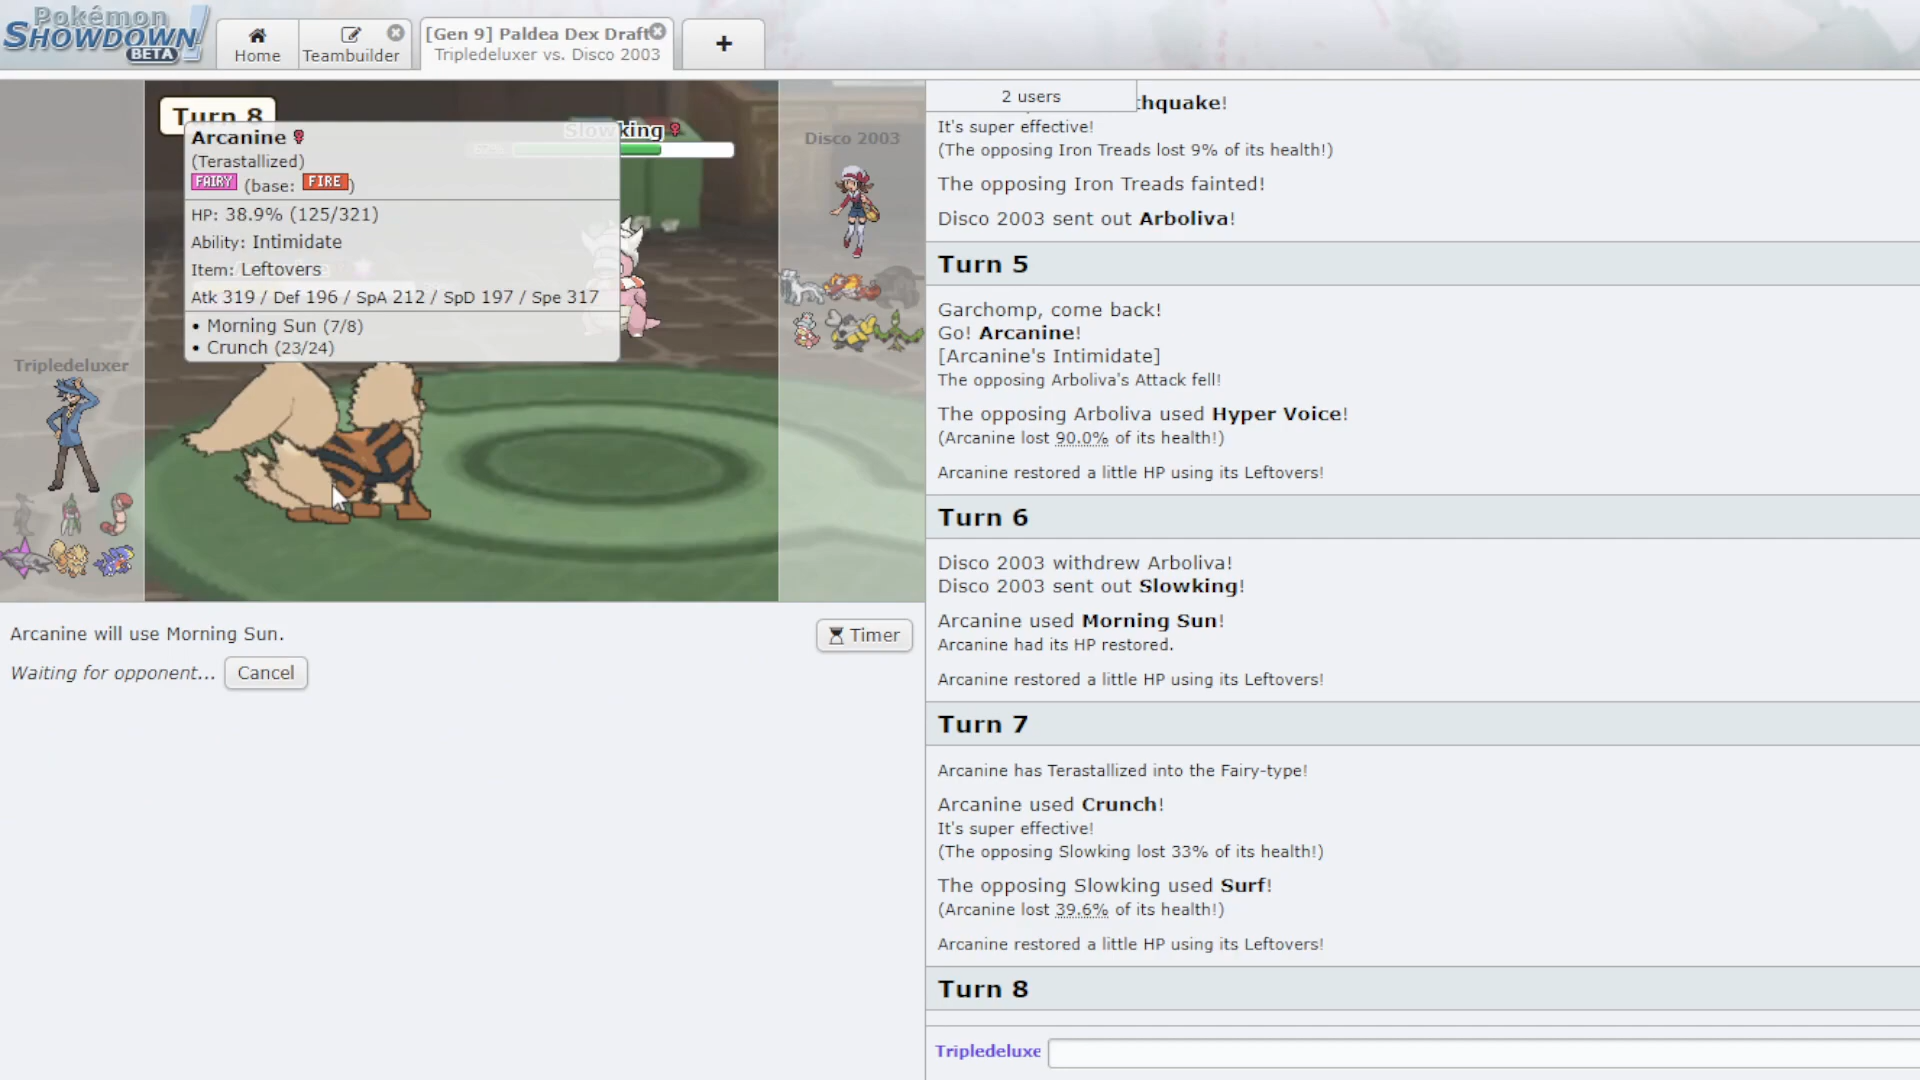 Pokémon
SHOWDOWN!
BETA
Home
Teambuilder
[Gen 9] Paldea Dex Draft
Tripledeluxer vs. Disco 2003
+
Turn 8
Arcanine
(Terastallized)
FAIRY (base: FIRE)
HP: 38.9% (125/321)
Ability: Intimidate
Item: Leftovers
Atk 319 / Def 196 / SpA 212 / SpD 197 / Spe 317
• Morning Sun (7/8)
• Crunch (23/24)
Slowking
62%
Disco 2003
Tripledeluxer
Arcanine will use Morning Sun.
Waiting for opponent... Cancel
Timer
2 users
hquake!
It's super effective!
(The opposing Iron Treads lost 9% of its health!)
The opposing Iron Treads fainted!
Disco 2003 sent out Arboliva!
Turn 5
Garchomp, come back!
Go! Arcanine!
[Arcanine's Intimidate]
The opposing Arboliva's Attack fell!
The opposing Arboliva used Hyper Voice!
(Arcanine lost 90.0% of its health!)
Arcanine restored a little HP using its Leftovers!
Turn 6
Disco 2003 withdrew Arboliva!
Disco 2003 sent out Slowking!
Arcanine used Morning Sun!
Arcanine had its HP restored.
Arcanine restored a little HP using its Leftovers!
Turn 7
Arcanine has Terastallized into the Fairy-type!
Arcanine used Crunch!
It's super effective!
(The opposing Slowking lost 33% of its health!)
The opposing Slowking used Surf!
(Arcanine lost 39.6% of its health!)
Arcanine restored a little HP using its Leftovers!
Turn 8
Tripledeluxe